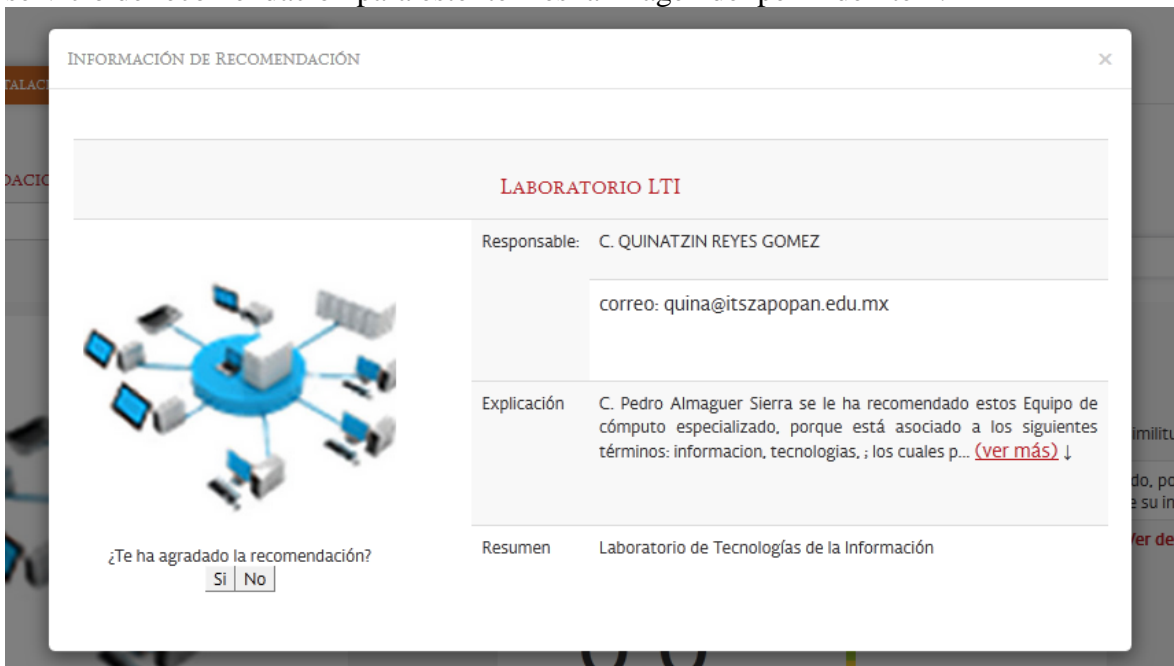 INFORMACIÓN DE RECOMENDACIÓN ×
LABORATORIO LTI
Responsable: C. QUINATZIN REYES GOMEZ
correo: quina@itszapopan.edu.mx
Explicación C. Pedro Almaguer Sierra se le ha recomendado estos Equipo de
cómputo especializado, porque está asociado a los siguientes
términos: informacion, tecnologias, ; los cuales p... (ver más) ↓
¿Te ha agradado la recomendación?
Si No
Resumen Laboratorio de Tecnologías de la Información